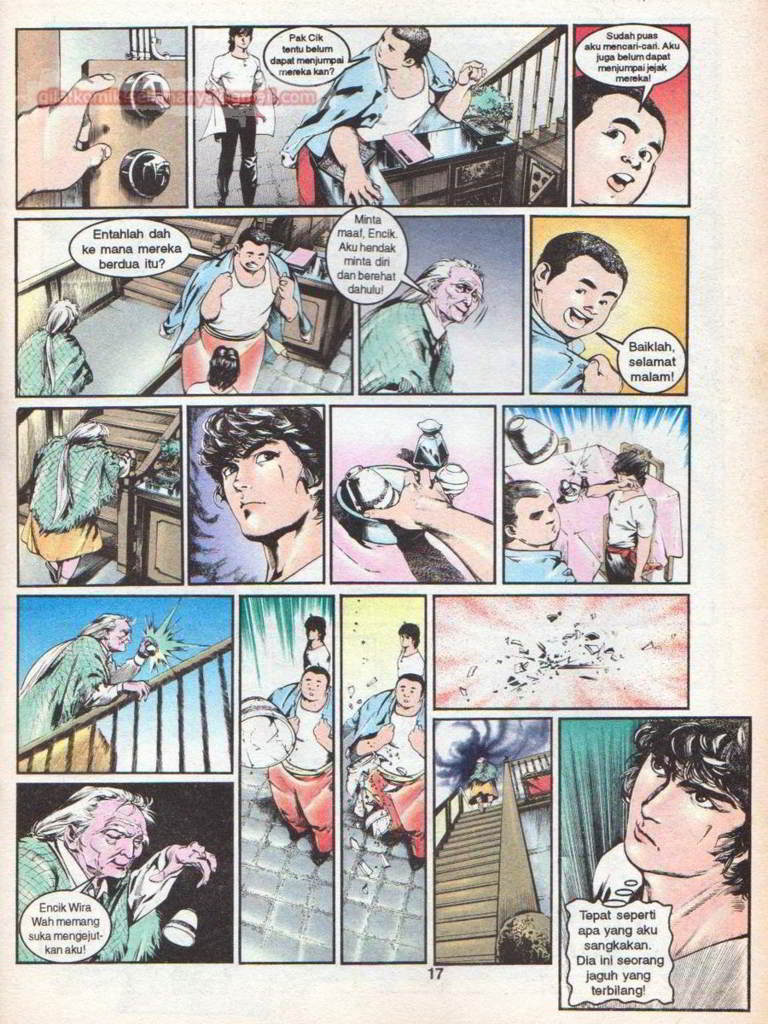 Pak Cik
tentu belum
dapat menjumpai
mereka kan?
Sudah puas
aku mencari-cari. Aku
juga belum dapat
menjumpai jejak
mereka!
Entahlah dah
ke mana mereka
berdua itu?
Minta
maaf, Encik.
Aku hendak
minta diri
dan berehat
dahulu!
Baiklah,
selamat
malam!
Encik Wira
Wah memang
suka mengejut-
kan aku!
Tepat seperti
apa yang aku
sangkakan.
Dia ini seorang
jaguh yang
terbilang!
17